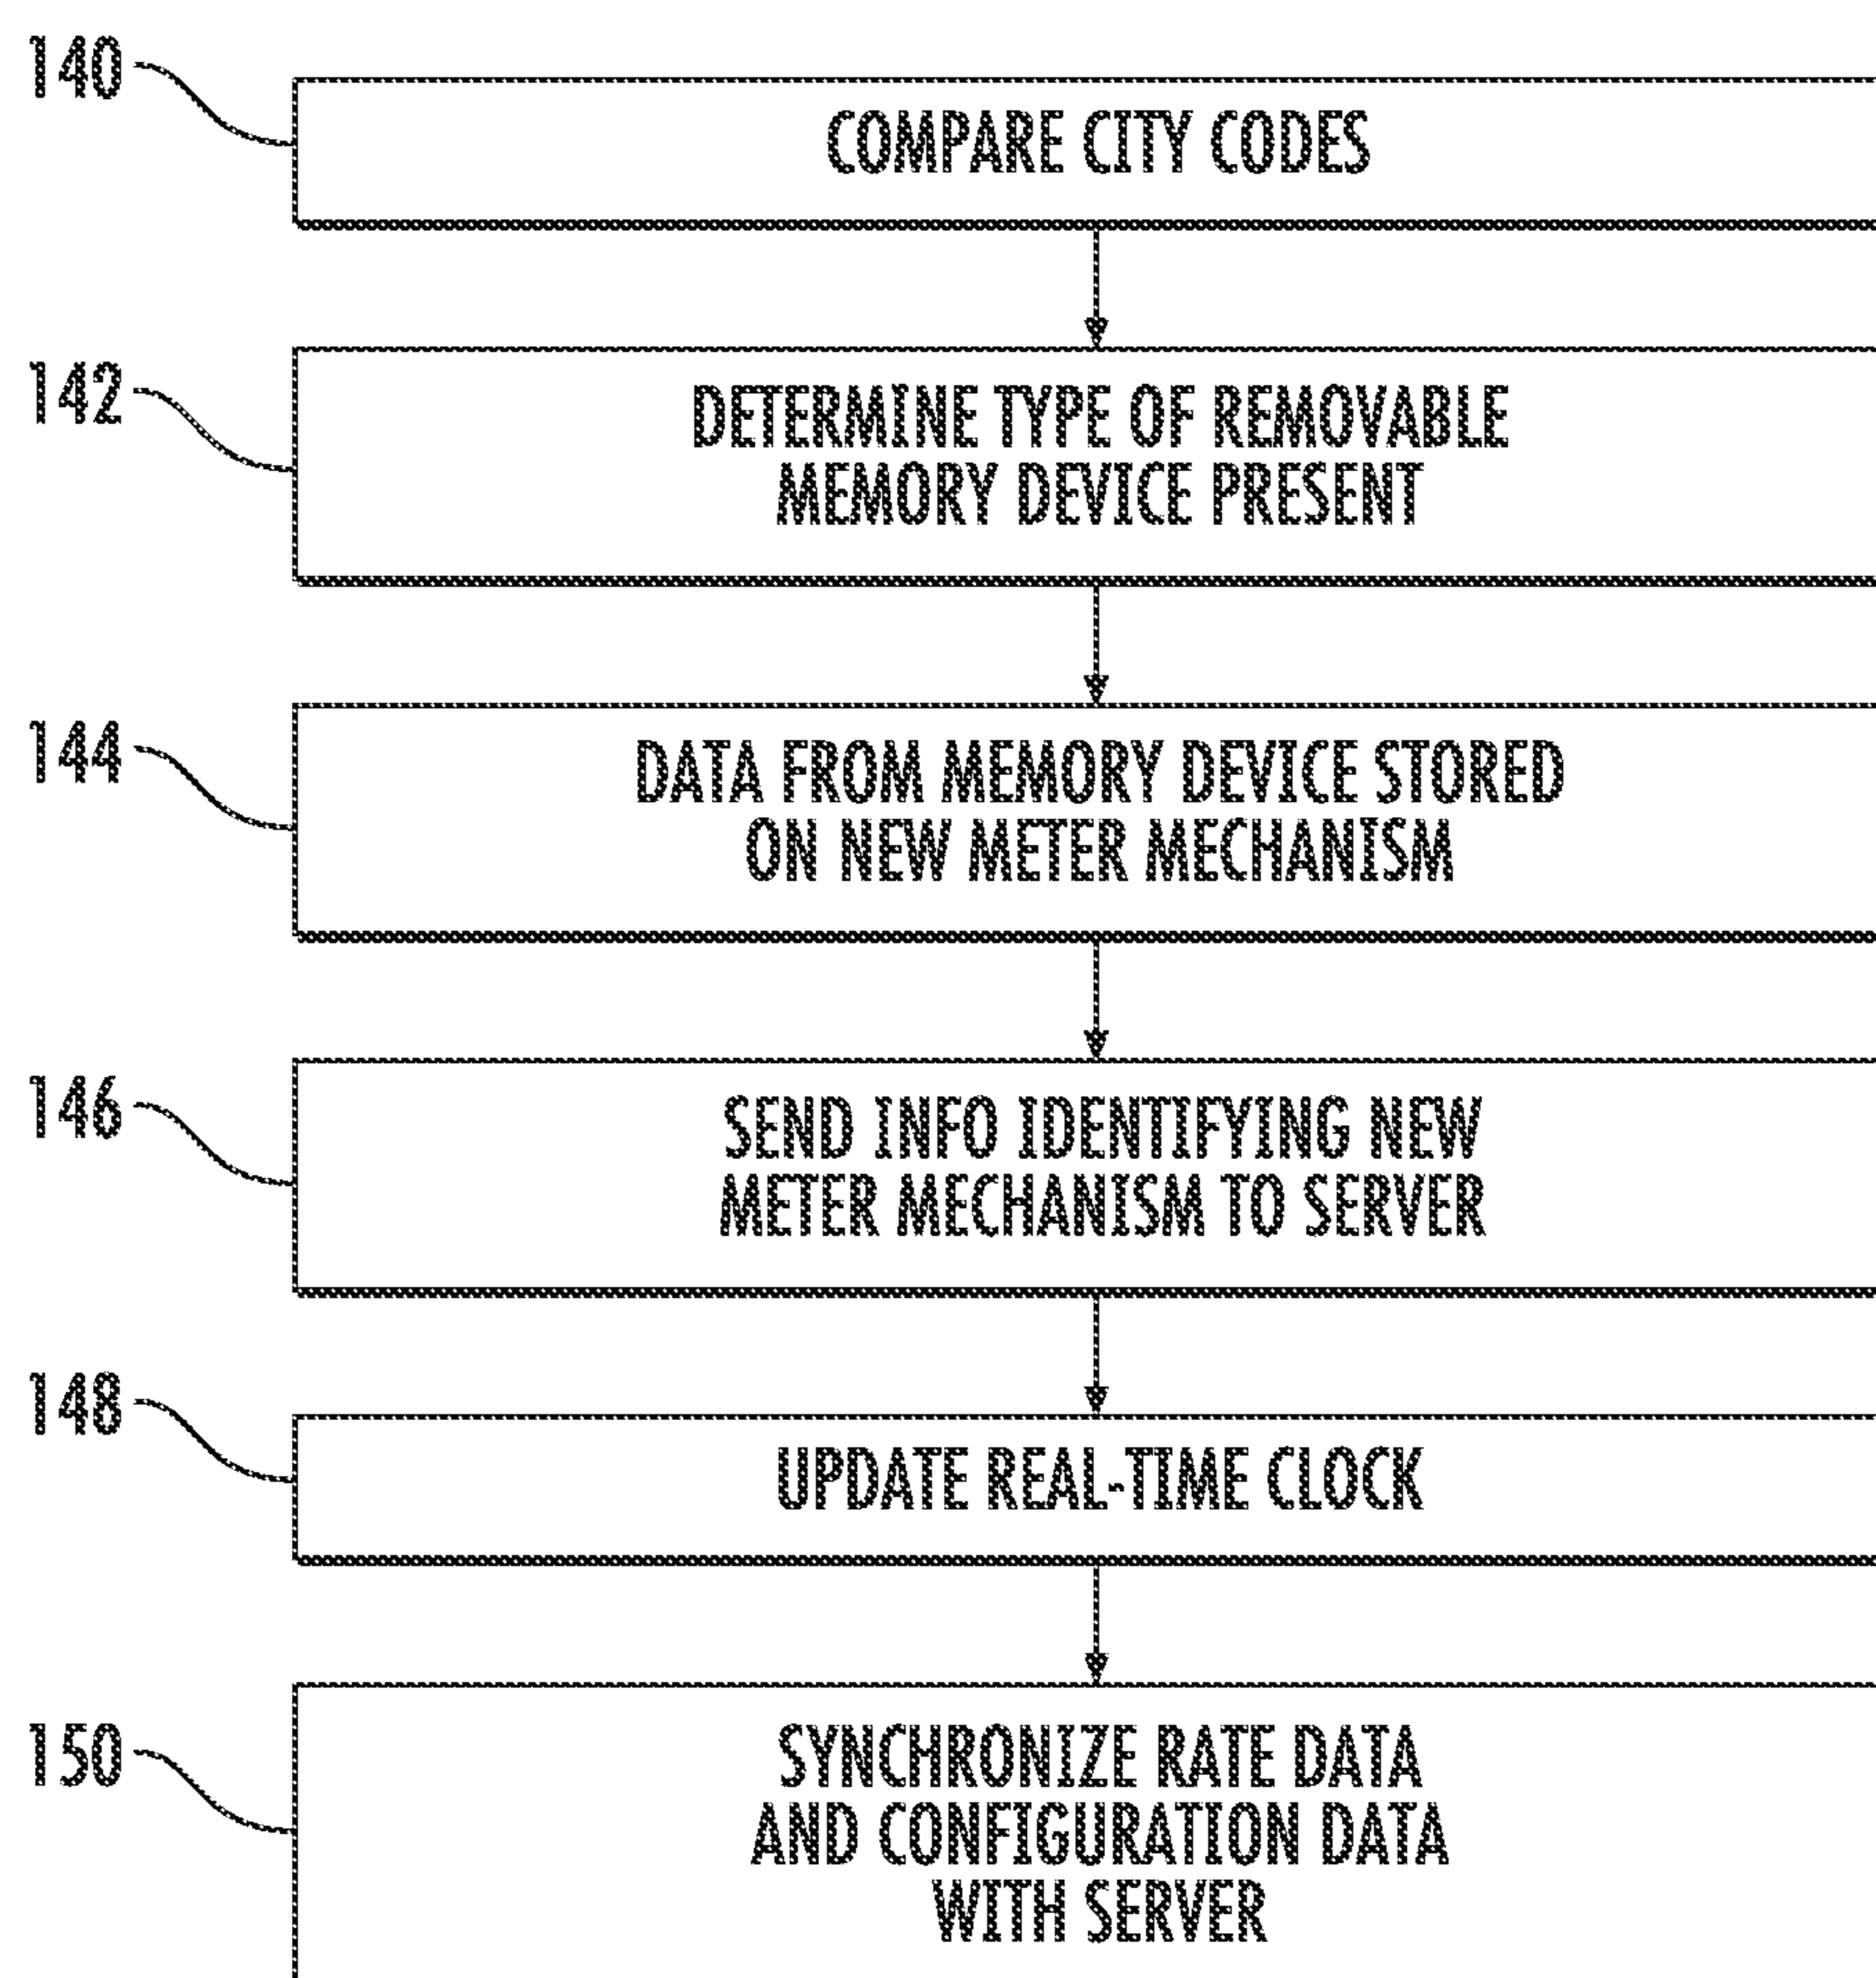 140
COMPARE CITY CODES
142
DETERMINE TYPE OF REMOVABLE
MEMORY DEVICE PRESENT
144
DATA FROM MEMORY DEVICE STORED
ON NEW METER MECHANISM
146
SEND INFO IDENTIFYING NEW
METER MECHANISM TO SERVER
148
UPDATE REAL-TIME CLOCK
150
SYNCHRONIZE RATE DATA
AND CONFIGURATION DATA
WITH SERVER